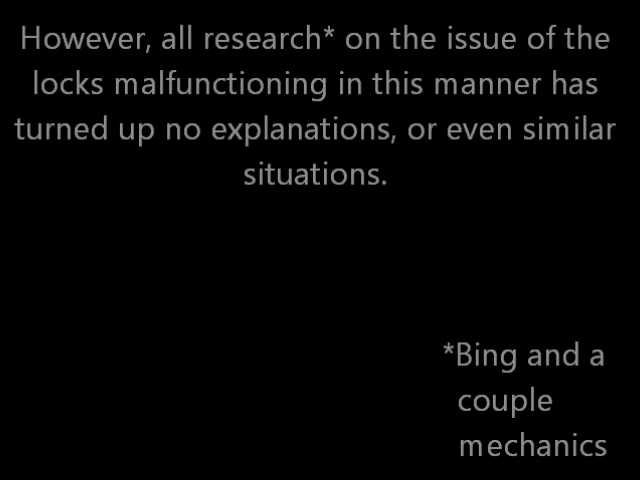 However, all research* on the issue of the
locks malfunctioning in this manner has
turned up no explanations, or even similar
situations.
*Bing and a
couple
mechanics